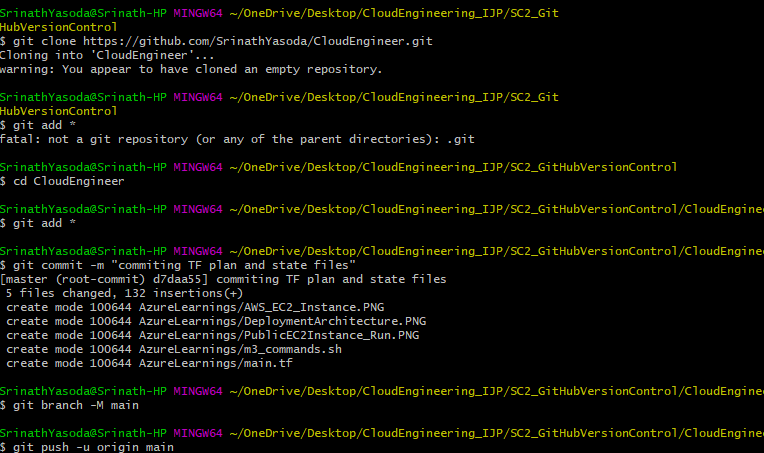 SrinathYasoda@Srinath-HP MINGW64 ~/OneDrive/Desktop/CloudEngineering_IJP/SC2_Git
HubVersionControl
$ git clone https://github.com/SrinathYasoda/CloudEngineer.git
Cloning into 'CloudEngineer'...
warning: You appear to have cloned an empty repository.
SrinathYasoda@Srinath-HP MINGW64 ~/OneDrive/Desktop/CloudEngineering_IJP/SC2_Git
HubVersionControl
$ git add *
fatal: not a git repository (or any of the parent directories): .git
SrinathYasoda@Srinath-HP MINGW64 ~/OneDrive/Desktop/CloudEngineering_IJP/SC2_GitHubVersionControl
$ cd CloudEngineer
SrinathYasoda@Srinath-HP MINGW64 ~/OneDrive/Desktop/CloudEngineering_IJP/SC2_GitHubVersionControl/CloudEngine
$ git add *
SrinathYasoda@Srinath-HP MINGW64 ~/OneDrive/Desktop/CloudEngineering_IJP/SC2_GitHubVersionControl/CloudEngine
$ git commit -m "commiting TF plan and state files"
[master (root-commit) d7daa55] commiting TF plan and state files
 5 files changed, 132 insertions(+)
 create mode 100644 AzureLearnings/AWS_EC2_Instance.PNG
 create mode 100644 AzureLearnings/DeploymentArchitecture.PNG
 create mode 100644 AzureLearnings/PublicEC2Instance_Run.PNG
 create mode 100644 AzureLearnings/m3_commands.sh
 create mode 100644 AzureLearnings/main.tf
SrinathYasoda@Srinath-HP MINGW64 ~/OneDrive/Desktop/CloudEngineering_IJP/SC2_GitHubVersionControl/CloudEngine
$ git branch -M main
SrinathYasoda@Srinath-HP MINGW64 ~/OneDrive/Desktop/CloudEngineering_IJP/SC2_GitHubVersionControl/CloudEngine
$ git push -u origin main